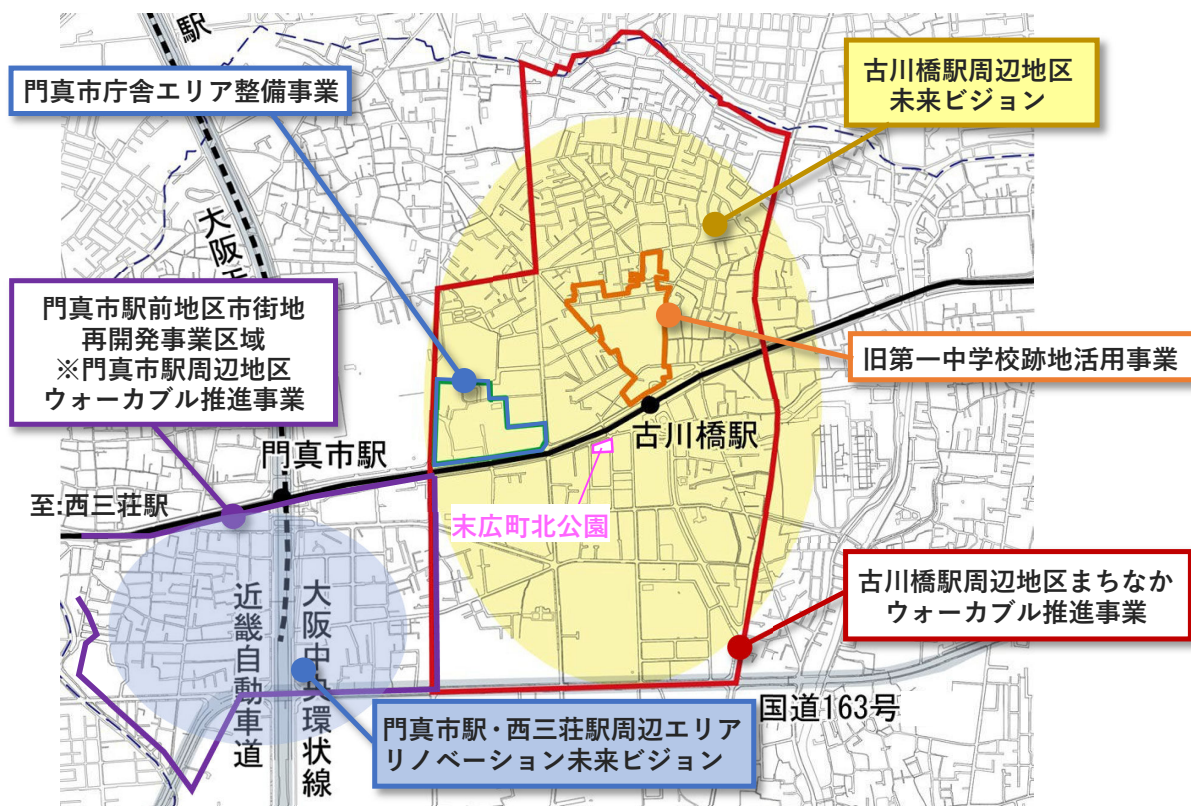 駅
門真市庁舎エリア整備事業
古川橋駅周辺地区
未来ビジョン
大阪モ
門真市駅前地区市街地
再開発事業区域
※門真市駅周辺地区
ウォーカブル推進事業
旧第一中学校跡地活用事業
古川橋駅
門真市駅
至:西三荘駅
末広町北公園
古川橋駅周辺地区まちなか
ウォーカブル推進事業
近畿自動車道
大阪中央環状線
国道163号
門真市駅・西三荘駅周辺エリア
リノベーション未来ビジョン